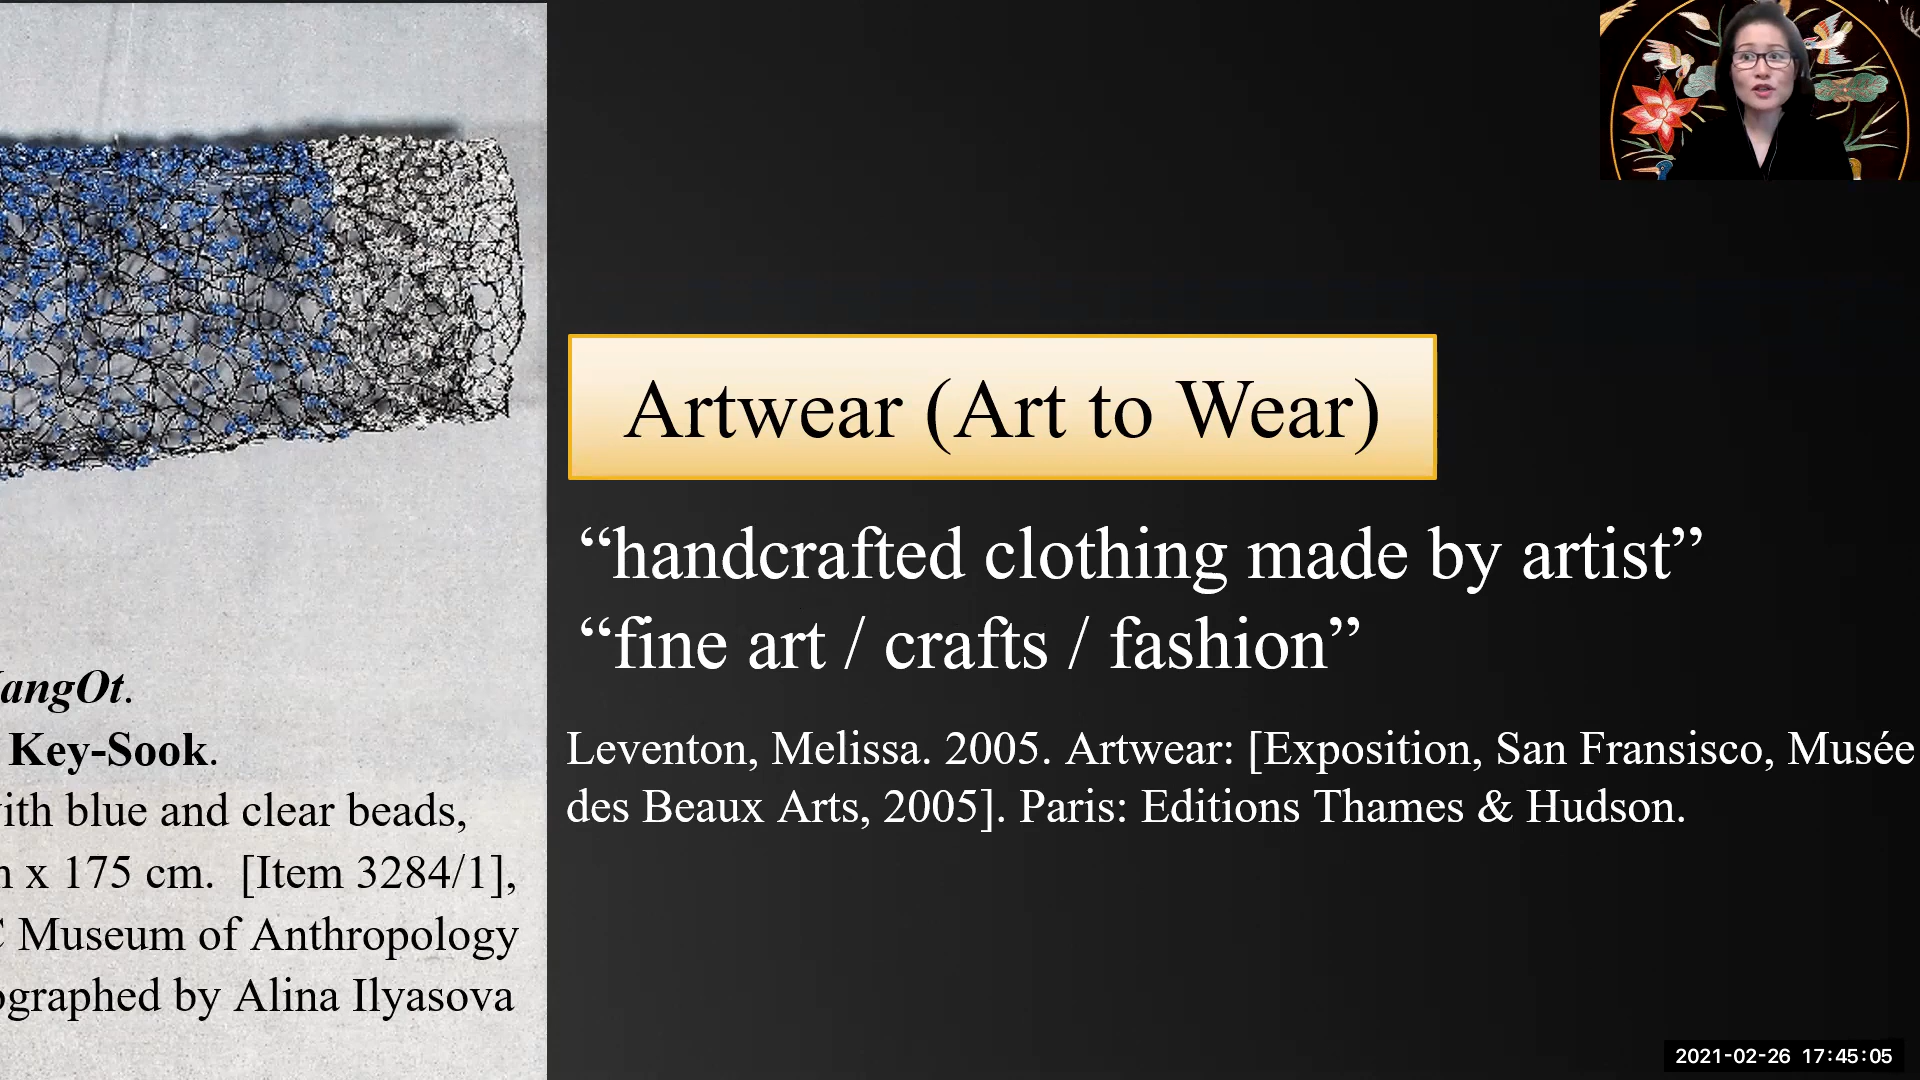 Artwear (Art to Wear)
“handcrafted clothing made by artist”
“fine art / crafts / fashion”
Leventon, Melissa. 2005. Artwear: [Exposition, San Fransisco, Musée
des Beaux Arts, 2005]. Paris: Editions Thames & Hudson.
angOt.
Key-Sook.
with blue and clear beads,
x 175 cm. [Item 3284/1],
Museum of Anthropology
ographed by Alina Ilyasova
2021-02-26 17:45:05